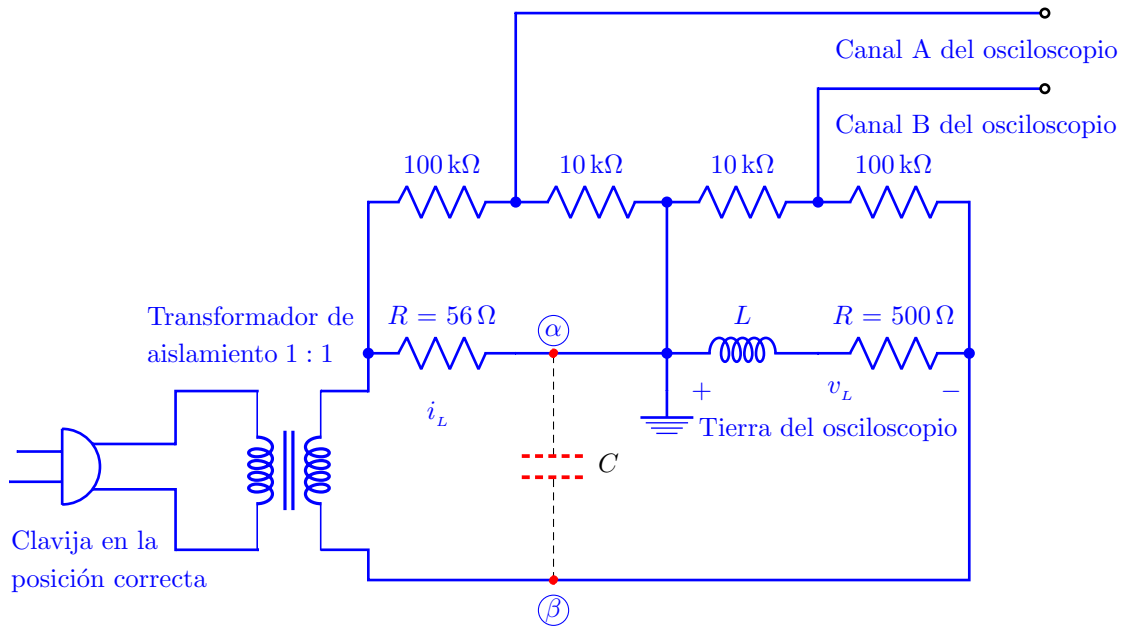 Canal A del osciloscopio
Canal B del osciloscopio
100 kΩ
10 kΩ
10 kΩ
100 kΩ
Transformador de
aislamiento 1 : 1
R = 56 Ω
α
L
R = 500 Ω
i_L
+
v_L
−
Tierra del osciloscopio
C
Clavija en la
posición correcta
β